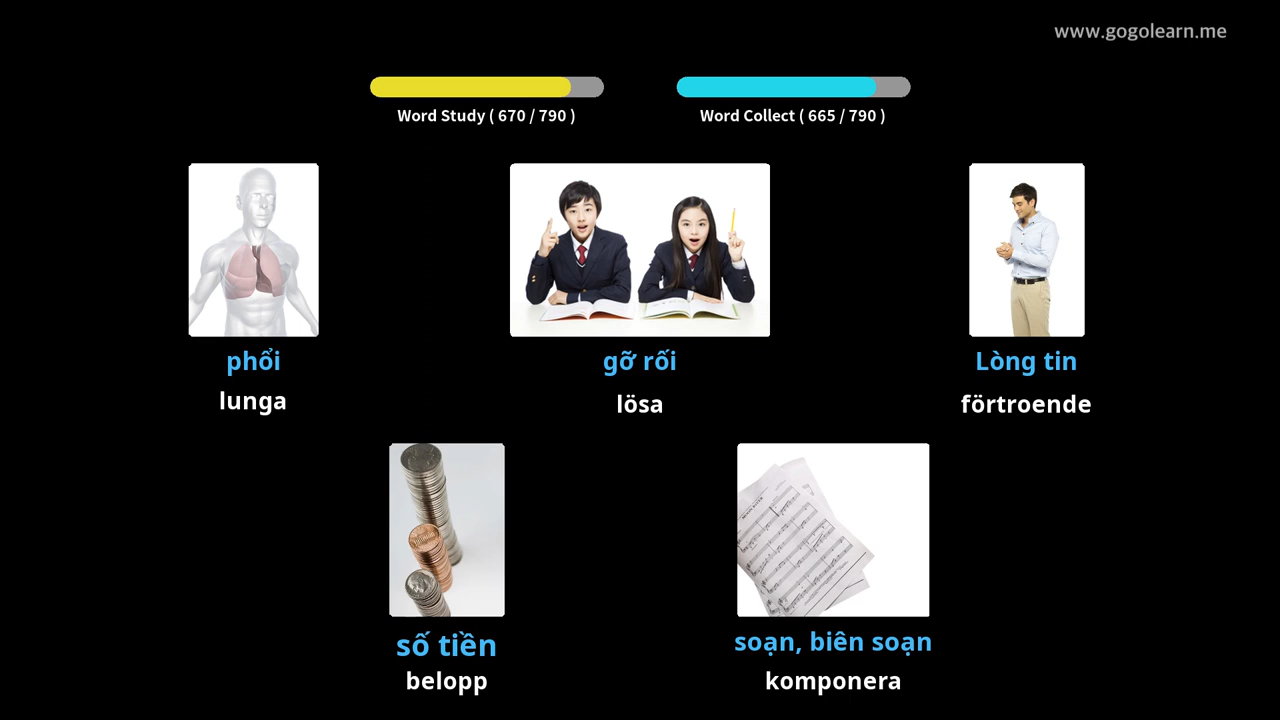 www.gogolearn.me
Word Study ( 670 / 790 )
Word Collect ( 665 / 790 )
phổi
gỡ rối
Lòng tin
lunga
lösa
förtroende
số tiền
soạn, biên soạn
belopp
komponera